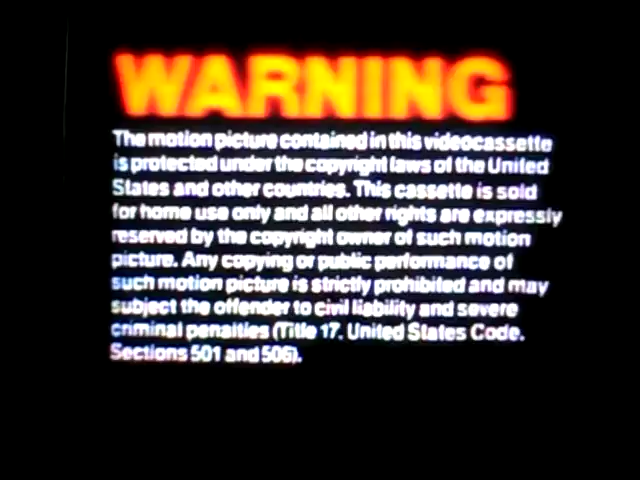 WARNING
The motion picture contained in this videocassette
is protected under the copyright laws of the United
States and other countries. This cassette is sold
for home use only and all other rights are expressly
reserved by the copyright owner of such motion
picture. Any copying or public performance of
such motion picture is strictly prohibited and may
subject the offender to civil liability and severe
criminal penalties (Title 17. United States Code.
Sections 501 and 506).